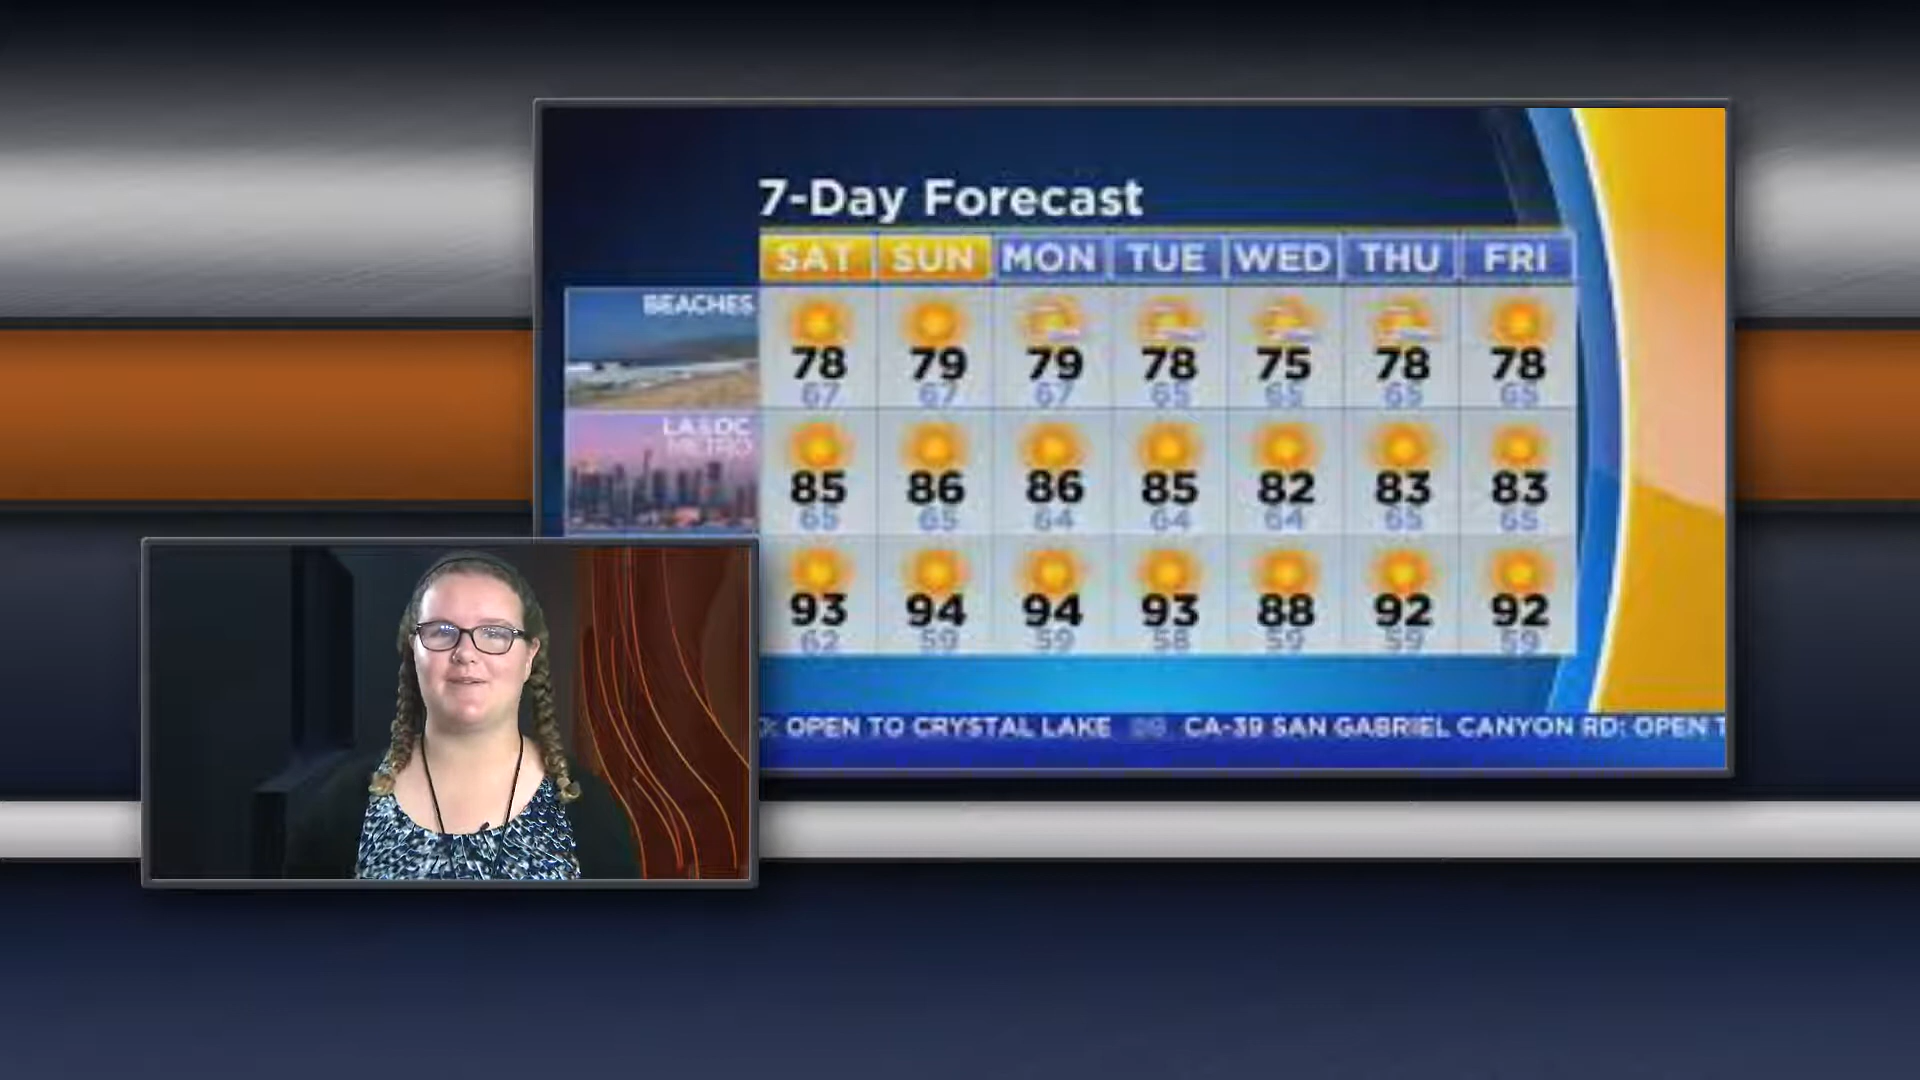 7-Day Forecast
SAT SUN MON TUE WED THU FRI
BEACHES
78 79 79 78 75 78 78
67 67 67 65 65 65 65
LA & OC
METRO
85 86 86 85 82 83 83
65 65 64 64 64 65 65
93 94 94 93 88 92 92
62 59 59 58 59 59 59
: OPEN TO CRYSTAL LAKE CA-39 SAN GABRIEL CANYON RD: OPEN T